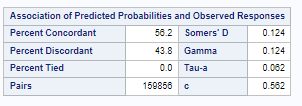 Association of Predicted Probabilities and Observed Responses
Percent Concordant 56.2 Somers' D 0.124
Percent Discordant 43.8 Gamma 0.124
Percent Tied 0.0 Tau-a 0.062
Pairs 159856 c 0.562